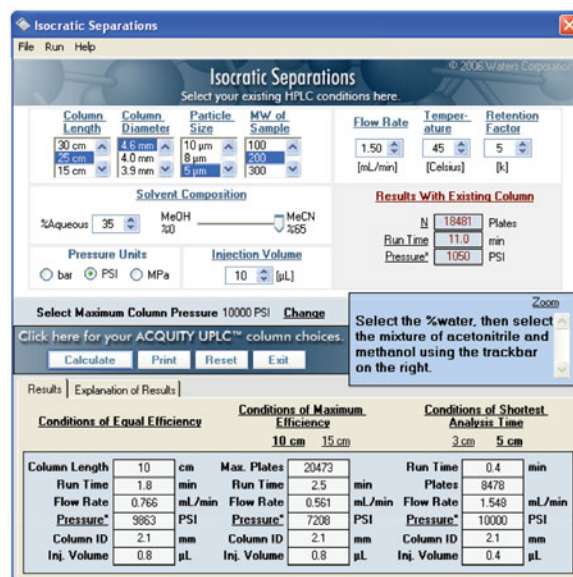 Isocratic Separations
File Run Help
© 2006 Waters Corporation
Isocratic Separations
Select your existing HPLC conditions here.
Column Length Column Diameter Particle Size MW of Sample Flow Rate Temper-ature Retention Factor
30 cm 4.6 mm 10 µm 100
25 cm 4.0 mm 8 µm 200 1.50 45 5
15 cm 3.9 mm 5 µm 300 [mL/min] [Celsius] [k]
Solvent Composition
%Aqueous 35 MeOH %0 MeCN %65
Results With Existing Column
N 18481 Plates
Run Time 11.0 min
Pressure* 1050 PSI
Pressure Units
bar PSI MPa
Injection Volume
10 [µL]
Select Maximum Column Pressure 10000 PSI Change
Zoom
Select the %water, then select
the mixture of acetonitrile and
methanol using the trackbar
on the right.
Click here for your ACQUITY UPLC™ column choices.
Calculate Print Reset Exit
Results Explanation of Results
Conditions of Equal Efficiency
Conditions of Maximum
Efficiency
10 cm 15 cm
Conditions of Shortest
Analysis Time
3 cm 5 cm
Column Length 10 cm Max. Plates 20473 Run Time 0.4 min
Run Time 1.8 min Run Time 2.5 min Plates 8478
Flow Rate 0.766 mL/min Flow Rate 0.561 mL/min Flow Rate 1.548 mL/min
Pressure* 9863 PSI Pressure* 7208 PSI Pressure* 10000 PSI
Column ID 2.1 mm Column ID 2.1 mm Column ID 2.1 mm
Inj. Volume 0.8 µL Inj. Volume 0.8 µL Inj. Volume 0.4 µL